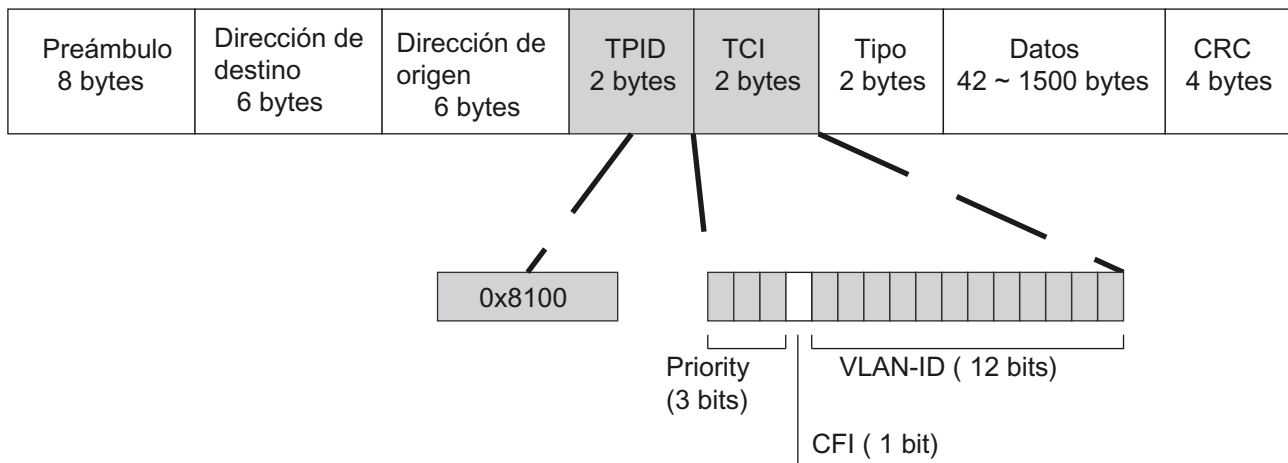 Preámbulo
8 bytes
Dirección de
destino
6 bytes
Dirección de
origen
6 bytes
TPID
2 bytes
TCI
2 bytes
Tipo
2 bytes
Datos
42 ~ 1500 bytes
CRC
4 bytes
0x8100
Priority
(3 bits)
VLAN-ID ( 12 bits)
CFI ( 1 bit)